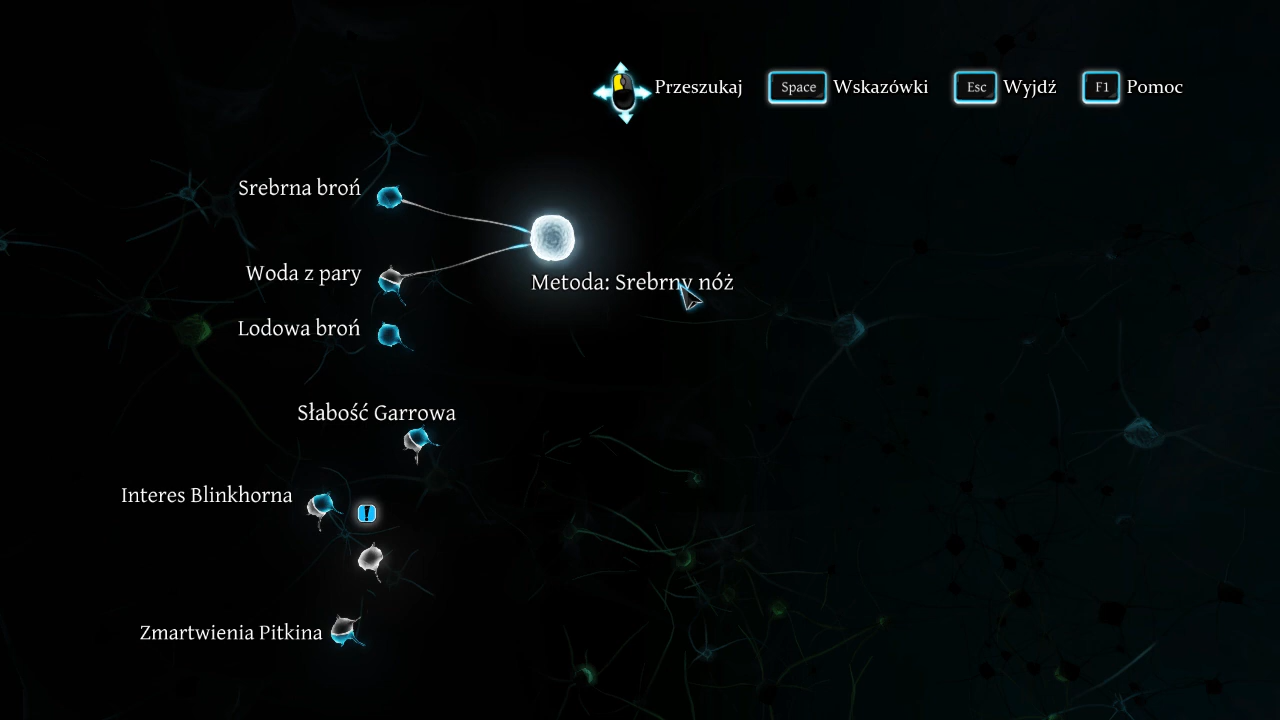 Przeszukaj
Space Wskazówki
Esc Wyjdź
F1 Pomoc
Srebrna broń
Woda z pary
Metoda: Srebrny nóż
Lodowa broń
Słabość Garrowa
Interes Blinkhorna
!
Zmartwienia Pitkina